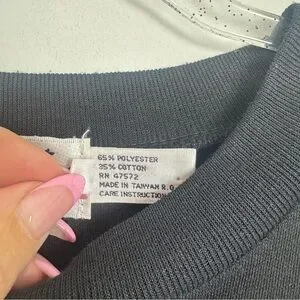 65% POLYESTER
35% COTTON
RN 47572
MADE IN TAIWAN R.O
CARE INSTRUCTION